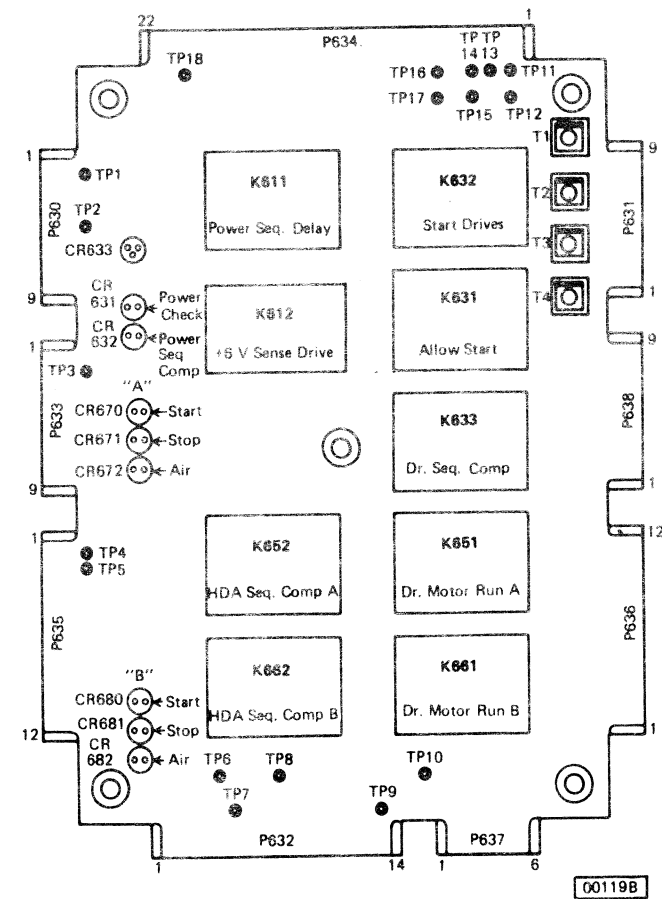 22
P634.
1
TP18
TP TP
14 13
TP16
TP11
TP17
TP15
TP12
T1
1
9
TP1
K611
Power Seq. Delay
K632
Start Drives
T2
P630
P631
TP2
CR633
T3
CR
631
Power
Check
K612
+6 V Sense Drive
K631
Allow Start
T4
9
1
CR
632
Power
Seq
Comp
1
9
TP3
"A"
CR670
Start
P633
CR671
Stop
K633
Dr. Seq. Comp
P638
CR672
Air
9
1
1
12
TP4
TP5
K652
HDA Seq. Comp A
K651
Dr. Motor Run A
P635
P636
"B"
K662
HDA Seq. Comp B
K661
Dr. Motor Run B
CR680
Start
CR681
Stop
12
1
CR
682
Air
TP6
TP8
TP10
TP7
TP9
P632
P637
1
14
1
6
00119B